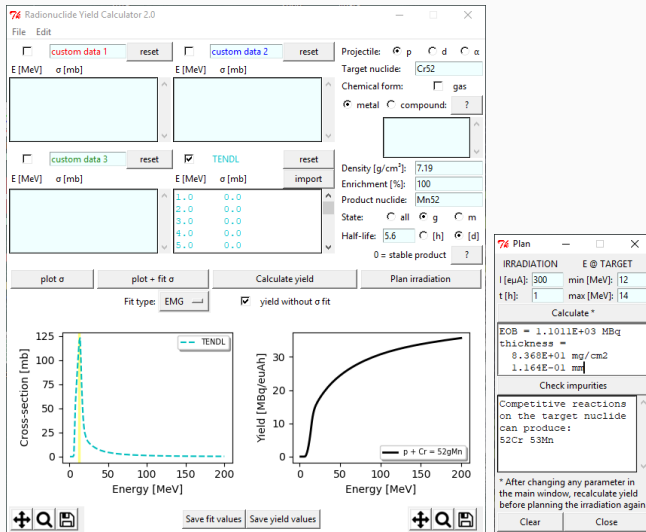 Radionuclide Yield Calculator 2.0
File Edit
custom data 1 reset custom data 2 reset
E [MeV] σ [mb] E [MeV] σ [mb]
custom data 3 reset TENDL reset
import
E [MeV] σ [mb] E [MeV] σ [mb]
1.0 0.0
2.0 0.0
3.0 0.0
4.0 0.0
5.0 0.0
Projectile: p d α
Target nuclide: Cr52
Chemical form: gas
metal compound: ?
Density [g/cm³]: 7.19
Enrichment [%]: 100
Product nuclide: Mn52
State: all g m
Half-life: 5.6 [h] [d]
0 = stable product ?
plot σ plot + fit σ Calculate yield Plan irradiation
Fit type: EMG yield without σ fit
Cross-section [mb]
125
100
75
50
25
0
TENDL
0 50 100 150 200
Energy [MeV]
Yield [MBq/euAh]
30
20
10
0
p + Cr = 52gMn
0 50 100 150 200
Energy [MeV]
Save fit values Save yield values
Plan
IRRADIATION E @ TARGET
I [eμA]: 300 min [MeV]: 12
t [h]: 1 max [MeV]: 14
Calculate *
EOB = 1.1011E+03 MBq
thickness =
8.368E+01 mg/cm2
1.164E-01 mm
Check impurities
Competitive reactions
on the target nuclide
can produce:
52Cr 53Mn
* After changing any parameter in
the main window, recalculate yield
before planning the irradiation again
Clear Close